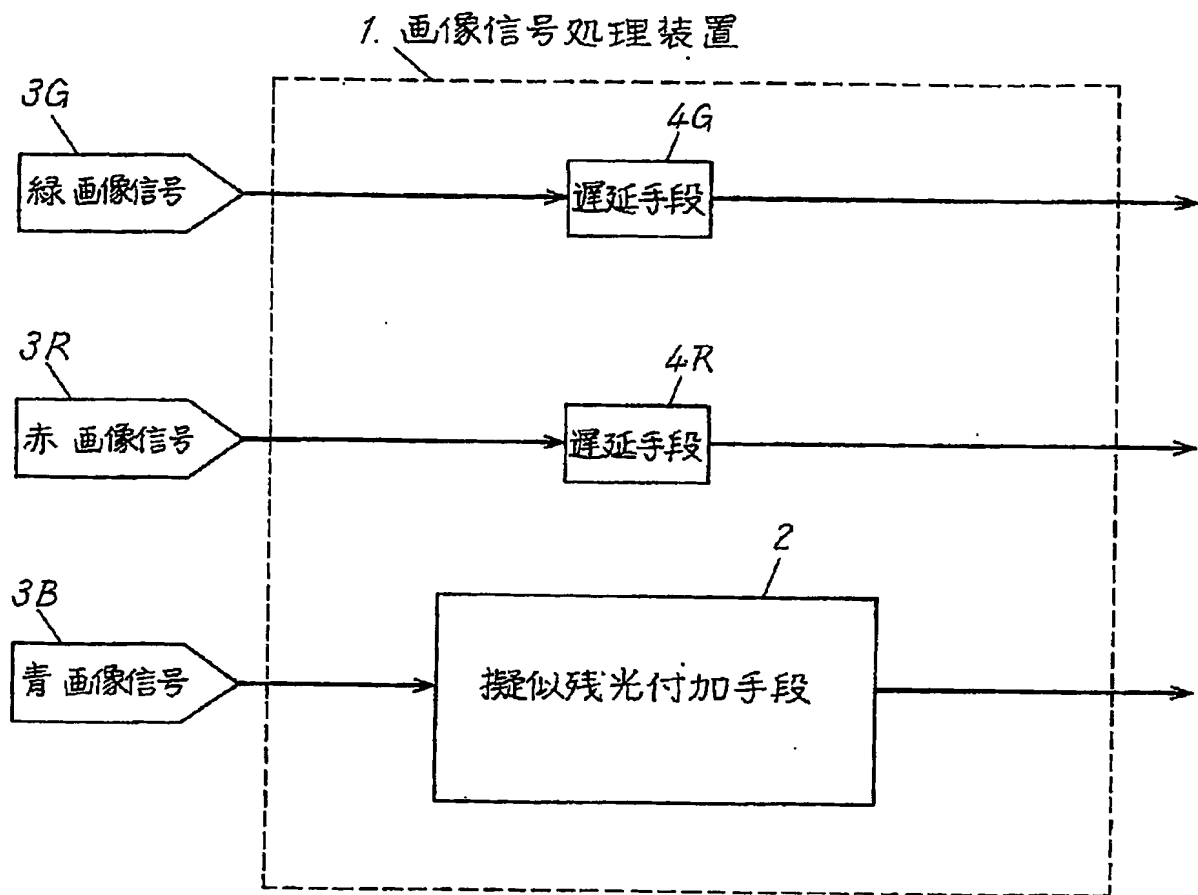 1. 画像信号処理装置
3G
4G
緑 画像信号
遅延手段
3R
4R
赤 画像信号
遅延手段
2
3B
青 画像信号
擬似残光付加手段